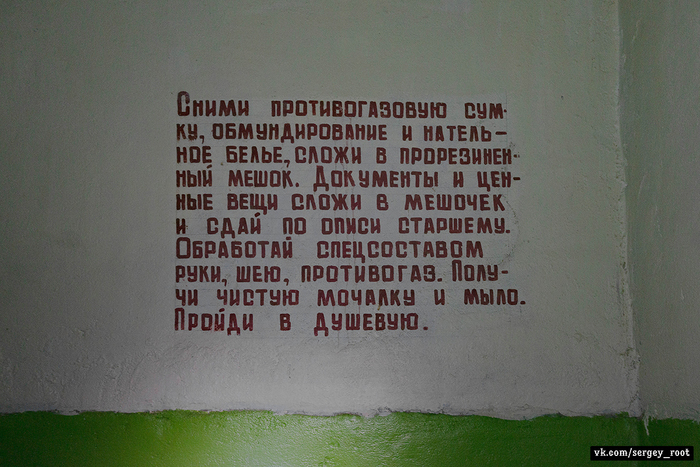 Сними противогазовую сум-
ку, обмундирование и натель-
ное белье, сложи в прорезинен-
ный мешок. Документы и цен-
ные вещи сложи в мешочек
и сдай по описи старшему.
Обработай спецсоставом
руки, шею, противогаз. Полу-
чи чистую мочалку и мыло.
Пройди в душевую.
vk.com/sergey_root